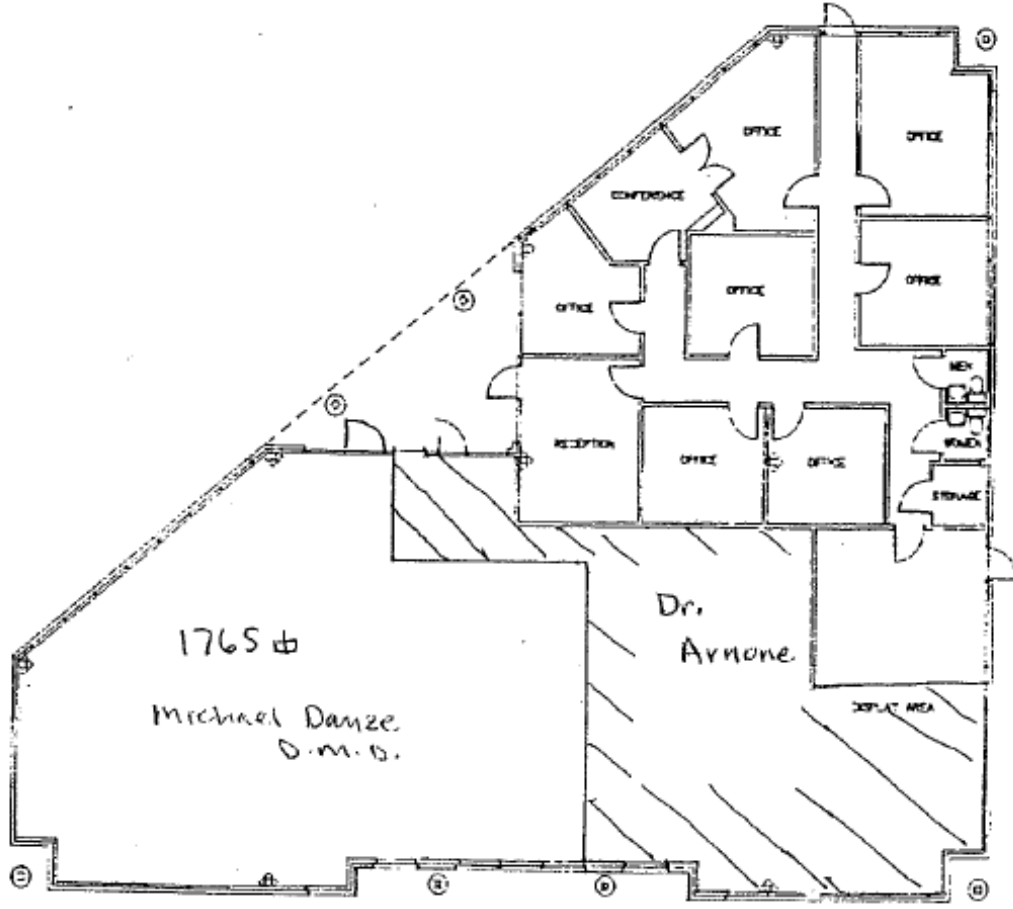 OFFICE
OFFICE
CONFERENCE
OFFICE
OFFICE
OFFICE
MEN
RECEPTION
OFFICE
OFFICE
WOMEN
STORAGE
Dr.
Arnone
1765 ⌷
DISPLAY AREA
Michael Danze
D.M.D.